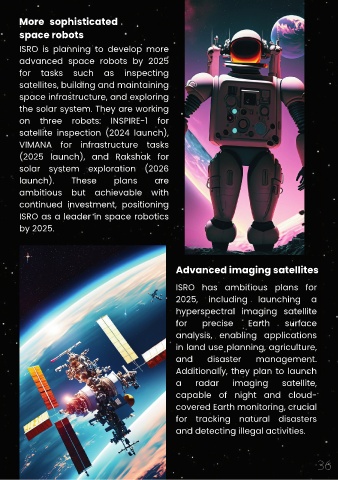 More sophisticated
space robots
ISRO is planning to develop more
advanced space robots by 2025
for tasks such as inspecting
satellites, building and maintaining
space infrastructure, and exploring
the solar system. They are working
on three robots: INSPIRE-1 for
satellite inspection (2024 launch),
VIMANA for infrastructure tasks
(2025 launch), and Rakshak for
solar system exploration (2026
launch). These plans are
ambitious but achievable with
continued investment, positioning
ISRO as a leader in space robotics
by 2025.
Advanced imaging satellites
ISRO has ambitious plans for
2025, including launching a
hyperspectral imaging satellite
for precise Earth surface
analysis, enabling applications
in land use planning, agriculture,
and disaster management.
Additionally, they plan to launch
a radar imaging satellite,
capable of night and cloud-
covered Earth monitoring, crucial
for tracking natural disasters
and detecting illegal activities.
36